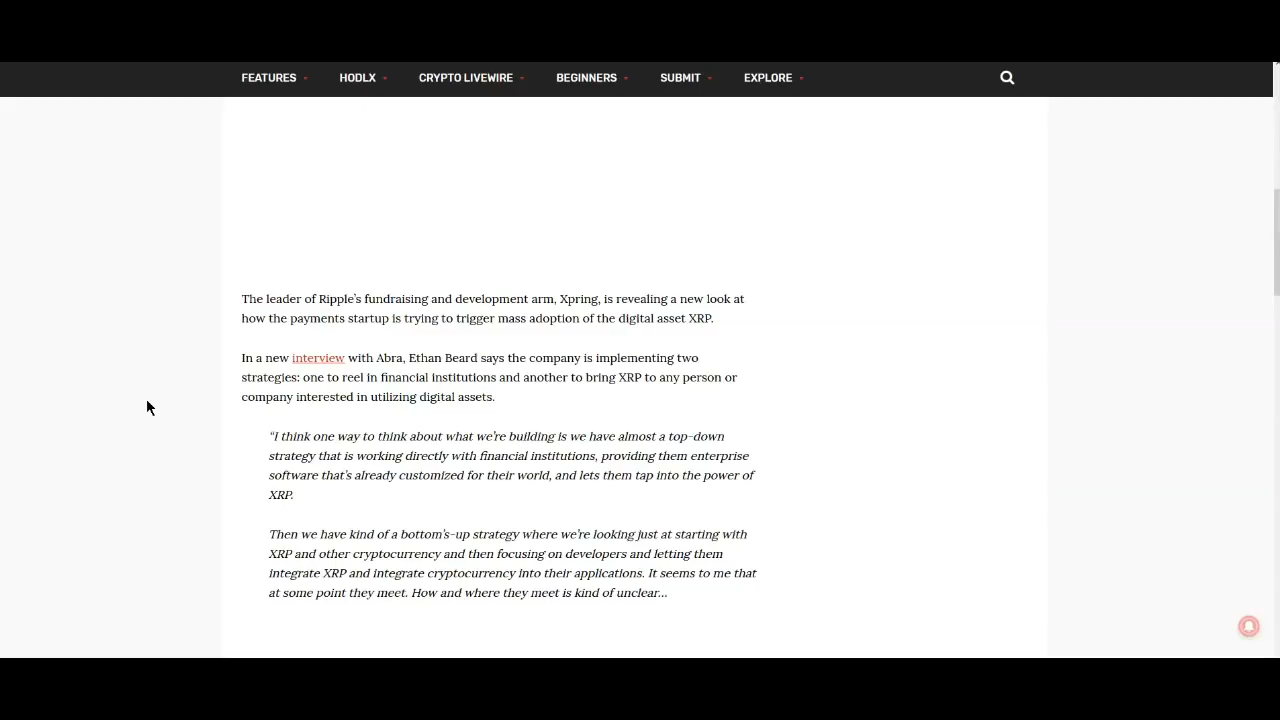 FEATURES HODLX CRYPTO LIVEWIRE BEGINNERS SUBMIT EXPLORE
The leader of Ripple's fundraising and development arm, Xpring, is revealing a new look at
how the payments startup is trying to trigger mass adoption of the digital asset XRP.
In a new interview with Abra, Ethan Beard says the company is implementing two
strategies: one to reel in financial institutions and another to bring XRP to any person or
company interested in utilizing digital assets.
“I think one way to think about what we're building is we have almost a top-down
strategy that is working directly with financial institutions, providing them enterprise
software that's already customized for their world, and lets them tap into the power of
XRP.
Then we have kind of a bottom's-up strategy where we're looking just at starting with
XRP and other cryptocurrency and then focusing on developers and letting them
integrate XRP and integrate cryptocurrency into their applications. It seems to me that
at some point they meet. How and where they meet is kind of unclear…